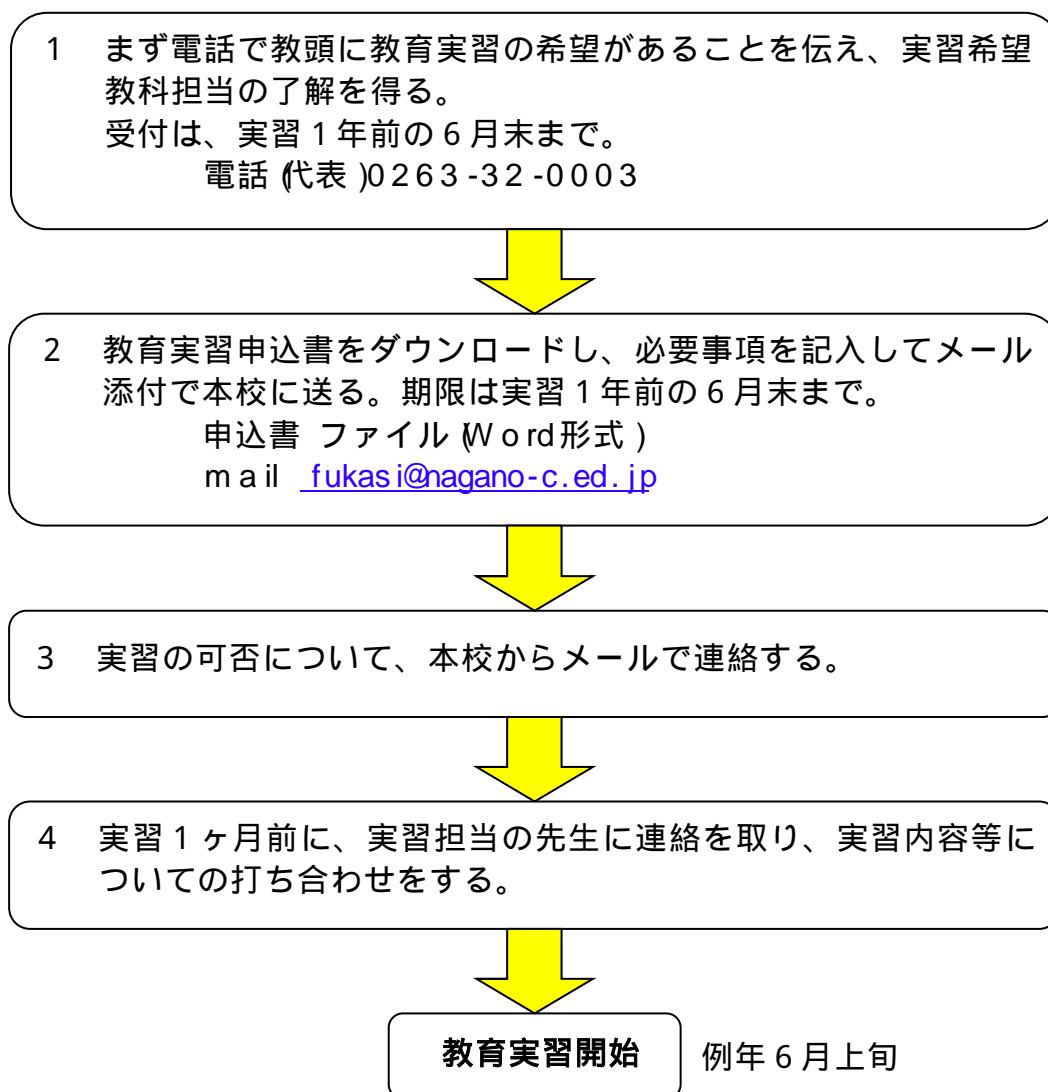 1 まず電話で教頭に教育実習の希望があることを伝え、実習希望
教科担当の了解を得る。
受付は、実習1年前の6月末まで。
電話(代表)0263-32-0003
2 教育実習申込書をダウンロードし、必要事項を記入してメール
添付で本校に送る。期限は実習1年前の6月末まで。
申込書 ファイル(Word形式)
mail fukasi@nagano-c.ed.jp
3 実習の可否について、本校からメールで連絡する。
4 実習1ヶ月前に、実習担当の先生に連絡を取り、実習内容等に
ついての打ち合わせをする。
教育実習開始 例年6月上旬